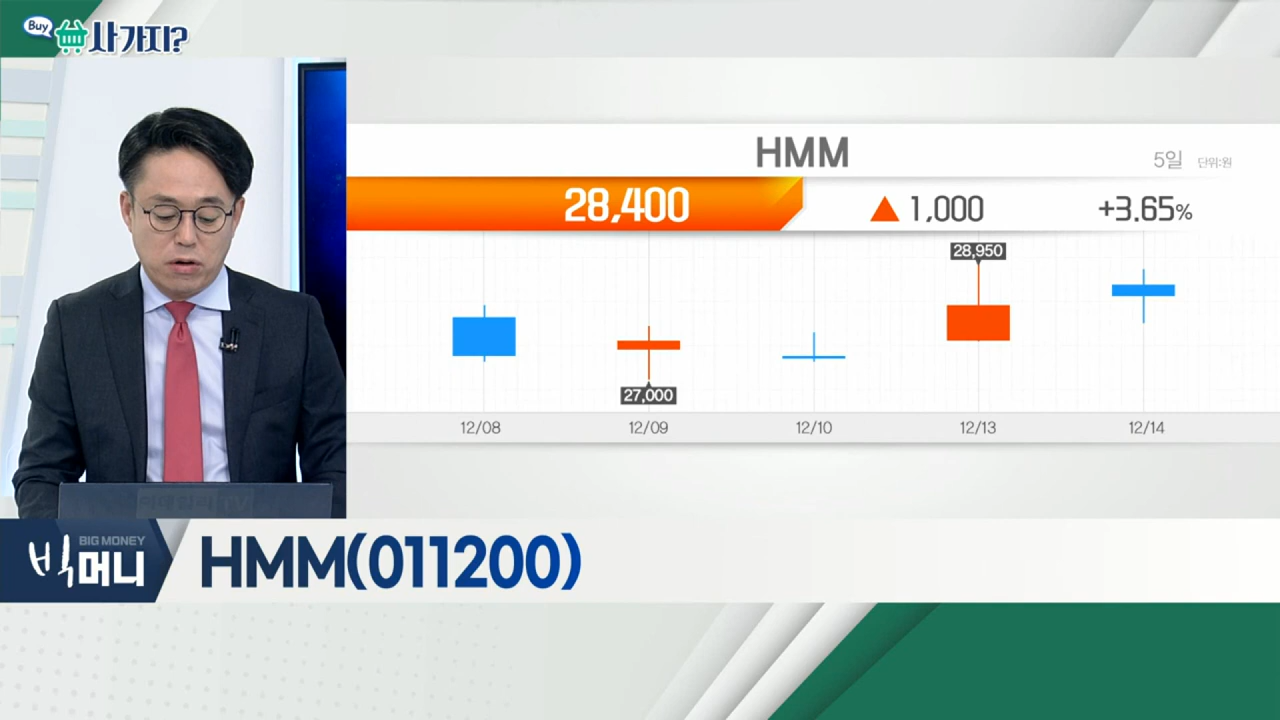 Buy
사가지?
HMM
5일 단위:원
28,400 ▲ 1,000 +3.65%
28,950
27,000
12/08 12/09 12/10 12/13 12/14
BIG MONEY
빅머니
HMM(011200)